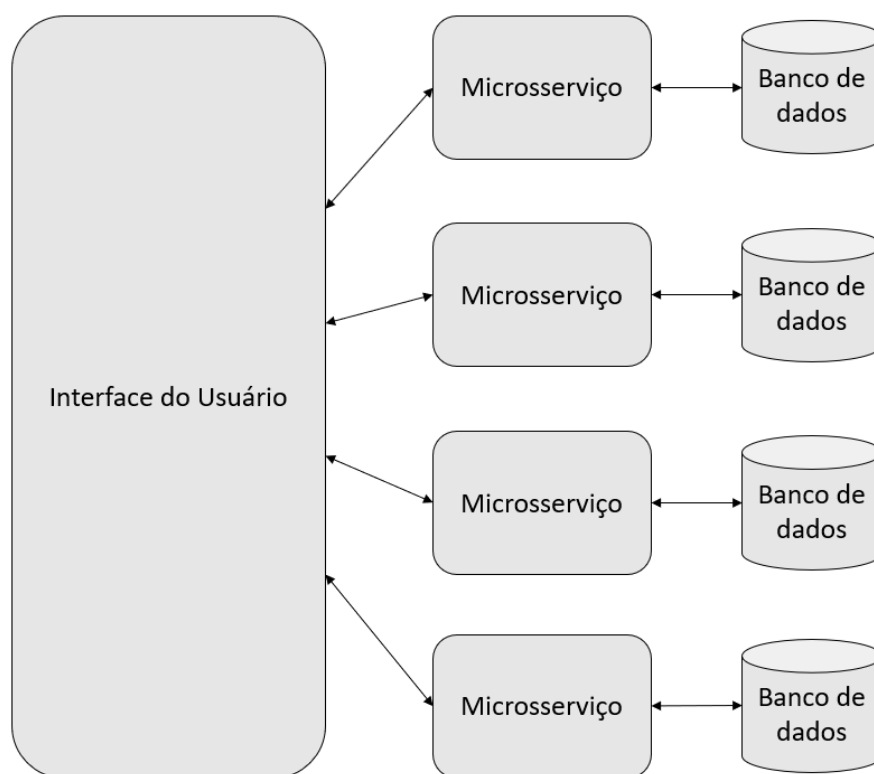 Microsserviço
Banco de
dados
Microsserviço
Banco de
dados
Interface do Usuário
Microsserviço
Banco de
dados
Microsserviço
Banco de
dados